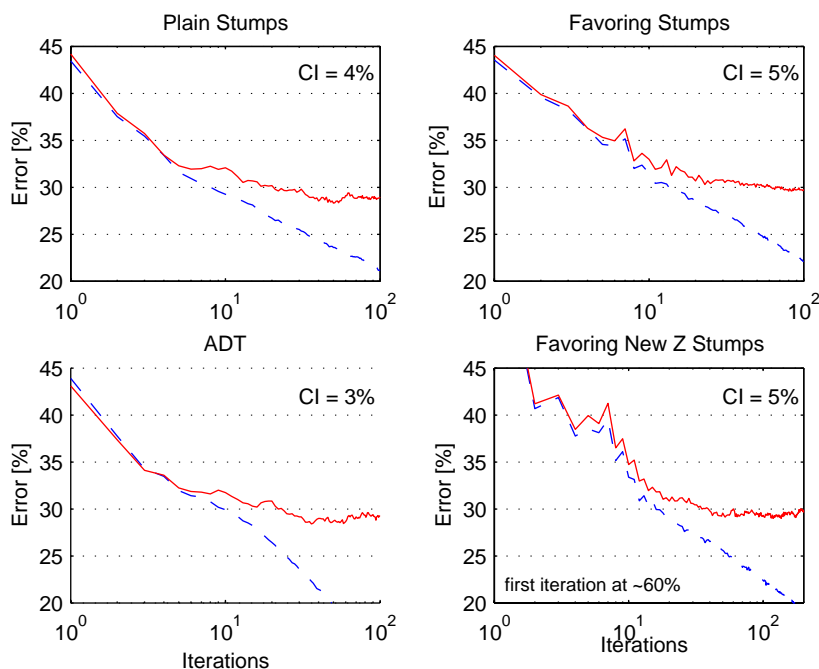 Plain Stumps
Favoring Stumps
CI = 4%
CI = 5%
Error [%]
Error [%]
45
40
35
30
25
20
45
40
35
30
25
20
10^0
10^1
10^2
10^0
10^1
10^2
ADT
Favoring New Z Stumps
CI = 3%
CI = 5%
Error [%]
Error [%]
45
40
35
30
25
20
45
40
35
30
25
20
first iteration at ~60%
10^0
10^1
10^2
10^0
10^1
10^2
Iterations
Iterations